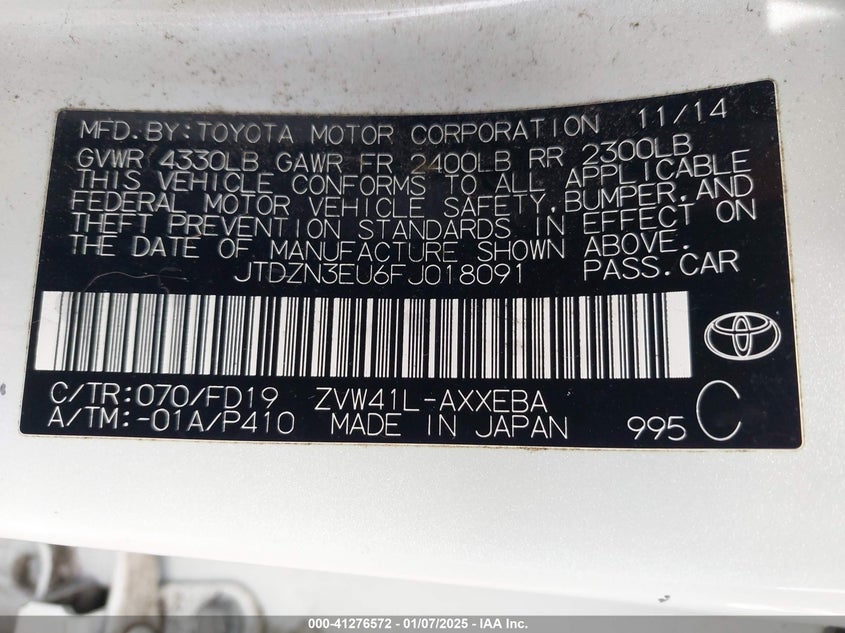 MFD.BY:TOYOTA MOTOR CORPORATION 11/14
GVWR 4330LB GAWR FR 2400LB RR 2300LB
THIS VEHICLE CONFORMS TO ALL APPLICABLE
FEDERAL MOTOR VEHICLE SAFETY,BUMPER,AND
THEFT PREVENTION STANDARDS IN EFFECT ON
THE DATE OF MANUFACTURE SHOWN ABOVE.
JTDZN3EU6FJ018091 PASS.CAR
C/TR:070/FD19 ZVW41L-AXXEBA
A/TM:-01A/P410 MADE IN JAPAN 995 C
000-41276572 - 01/07/2025 - IAA Inc.